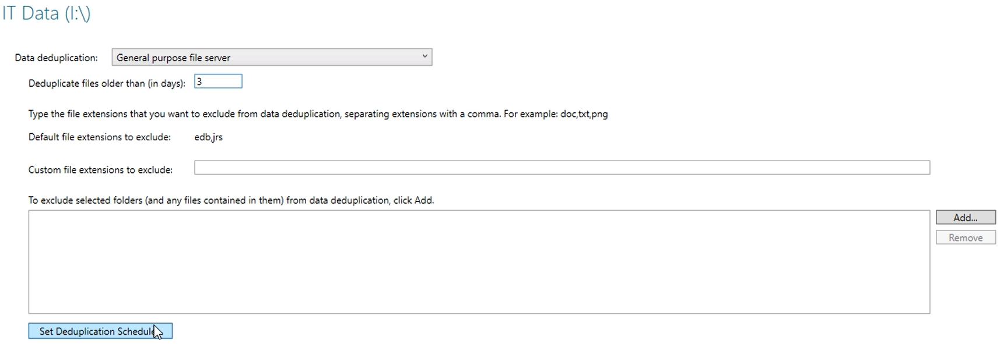 IT Data (I:\)
Data deduplication: General purpose file server
Deduplicate files older than (in days): 3
Type the file extensions that you want to exclude from data deduplication, separating extensions with a comma. For example: doc,txt,png
Default file extensions to exclude: edb,jrs
Custom file extensions to exclude:
To exclude selected folders (and any files contained in them) from data deduplication, click Add.
Add...
Remove
Set Deduplication Schedule